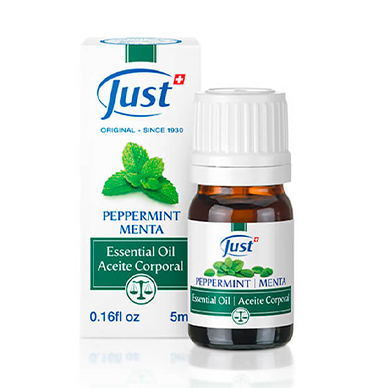 Just
ORIGINAL - SINCE 1930
PEPPERMINT
MENTA
Essential Oil
Aceite Corporal
0.16fl oz 5m
Just
PEPPERMINT | MENTA
Essential Oil | Aceite Corporal